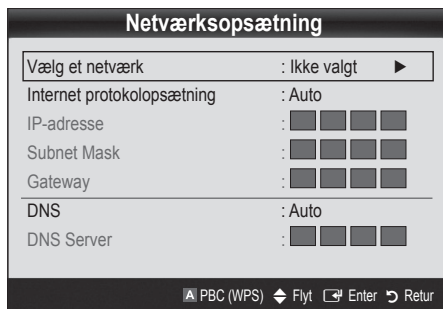 Netværksopsætning
Vælg et netværk : Ikke valgt ►
Internet protokolopsætning : Auto
IP-adresse :
Subnet Mask :
Gateway :
DNS : Auto
DNS Server :
A PBC (WPS) Flyt Enter Retur